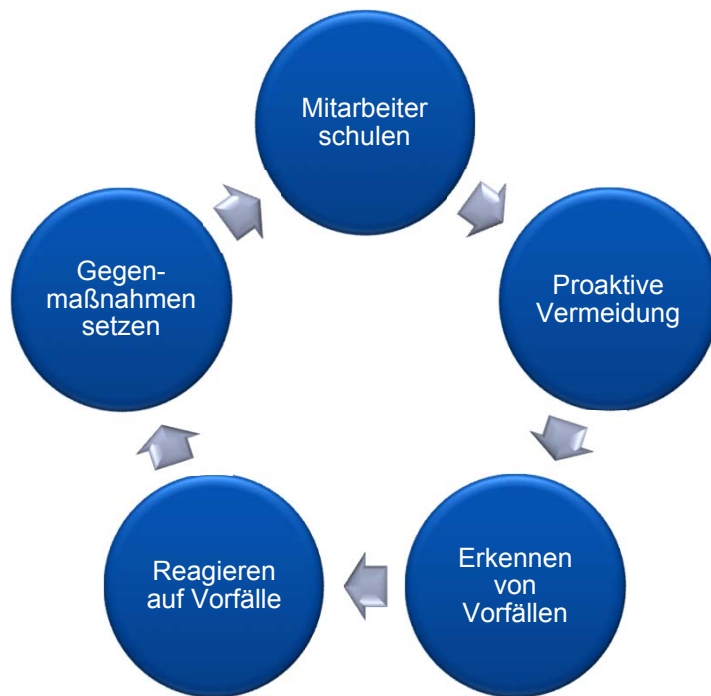 Mitarbeiter
schulen
Proaktive
Vermeidung
Erkennen
von
Vorfällen
Reagieren
auf Vorfälle
Gegen-
maßnahmen
setzen